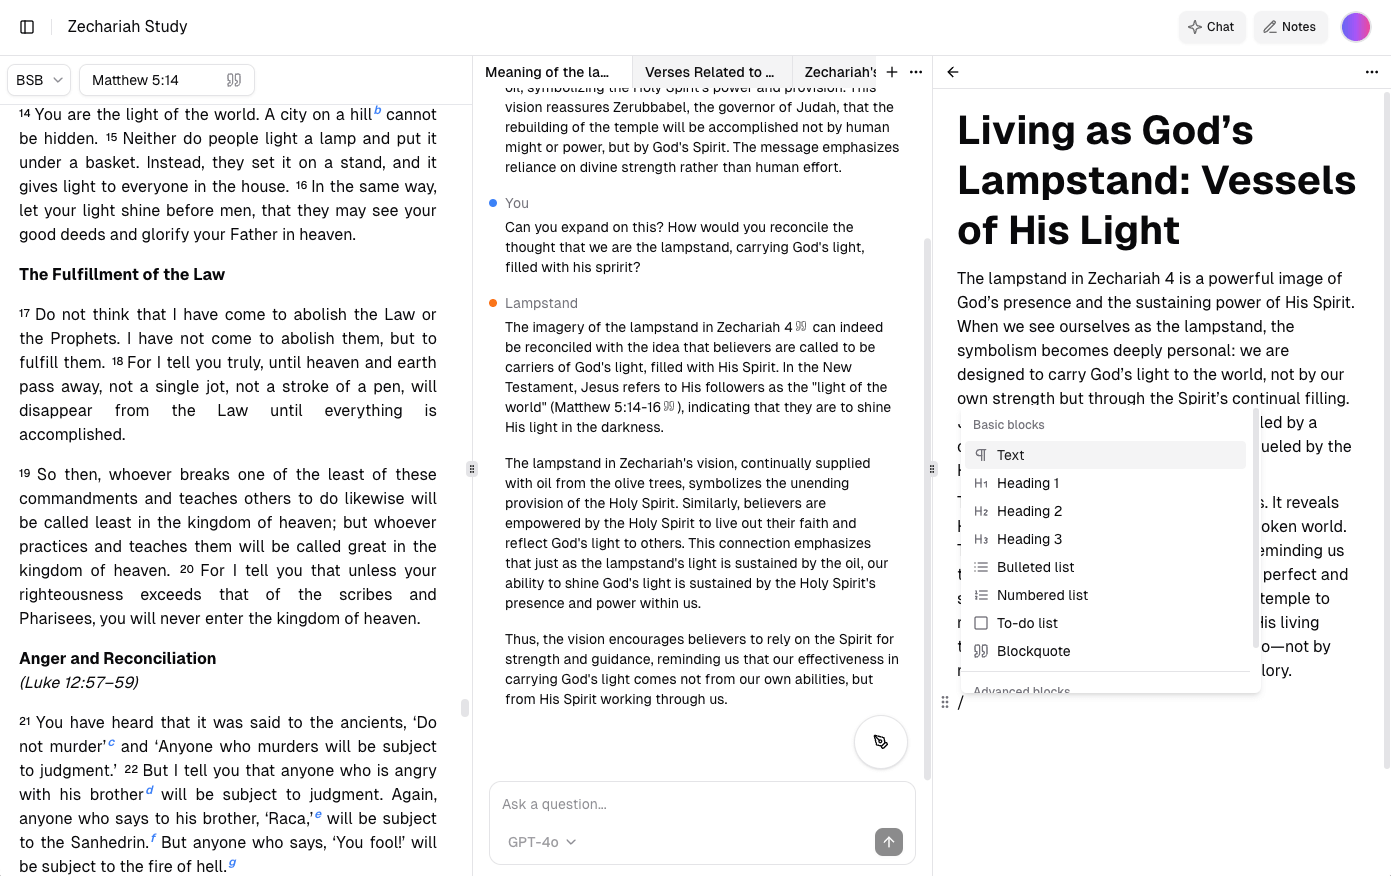 Zechariah Study
Chat
Notes
BSB
Matthew 5:14
14 You are the light of the world. A city on a hill b cannot
be hidden. 15 Neither do people light a lamp and put it
under a basket. Instead, they set it on a stand, and it
gives light to everyone in the house. 16 In the same way,
let your light shine before men, that they may see your
good deeds and glorify your Father in heaven.
The Fulfillment of the Law
17 Do not think that I have come to abolish the Law or
the Prophets. I have not come to abolish them, but to
fulfill them. 18 For I tell you truly, until heaven and earth
pass away, not a single jot, not a stroke of a pen, will
disappear from the Law until everything is
accomplished.
19 So then, whoever breaks one of the least of these
commandments and teaches others to do likewise will
be called least in the kingdom of heaven; but whoever
practices and teaches them will be called great in the
kingdom of heaven. 20 For I tell you that unless your
righteousness exceeds that of the scribes and
Pharisees, you will never enter the kingdom of heaven.
Anger and Reconciliation
(Luke 12:57–59)
21 You have heard that it was said to the ancients, ‘Do
not murder’ c and ‘Anyone who murders will be subject
to judgment.’ 22 But I tell you that anyone who is angry
with his brother d will be subject to judgment. Again,
anyone who says to his brother, ‘Raca,’ e will be subject
to the Sanhedrin. f But anyone who says, ‘You fool!’ will
be subject to the fire of hell. g
Meaning of the la...
Verses Related to ...
Zechariah's
oil, symbolizing the Holy Spirit's power and provision. This
vision reassures Zerubbabel, the governor of Judah, that the
rebuilding of the temple will be accomplished not by human
might or power, but by God's Spirit. The message emphasizes
reliance on divine strength rather than human effort.
You
Can you expand on this? How would you reconcile the
thought that we are the lampstand, carrying God's light,
filled with his spririt?
Lampstand
The imagery of the lampstand in Zechariah 4 can indeed
be reconciled with the idea that believers are called to be
carriers of God's light, filled with His Spirit. In the New
Testament, Jesus refers to His followers as the "light of the
world" (Matthew 5:14-16 ), indicating that they are to shine
His light in the darkness.
The lampstand in Zechariah's vision, continually supplied
with oil from the olive trees, symbolizes the unending
provision of the Holy Spirit. Similarly, believers are
empowered by the Holy Spirit to live out their faith and
reflect God's light to others. This connection emphasizes
that just as the lampstand's light is sustained by the oil, our
ability to shine God's light is sustained by the Holy Spirit's
presence and power within us.
Thus, the vision encourages believers to rely on the Spirit for
strength and guidance, reminding us that our effectiveness in
carrying God's light comes not from our own abilities, but
from His Spirit working through us.
Ask a question...
GPT-4o
Living as God’s
Lampstand: Vessels
of His Light
The lampstand in Zechariah 4 is a powerful image of
God’s presence and the sustaining power of His Spirit.
When we see ourselves as the lampstand, the
symbolism becomes deeply personal: we are
designed to carry God’s light to the world, not by our
own strength but through the Spirit’s continual filling.
led by a
ueled by the
s. It reveals
oken world.
eminding us
perfect and
temple to
His living
o—not by
lory.
/
Basic blocks
Text
H1 Heading 1
H2 Heading 2
H3 Heading 3
Bulleted list
Numbered list
To-do list
Blockquote
Advanced blocks